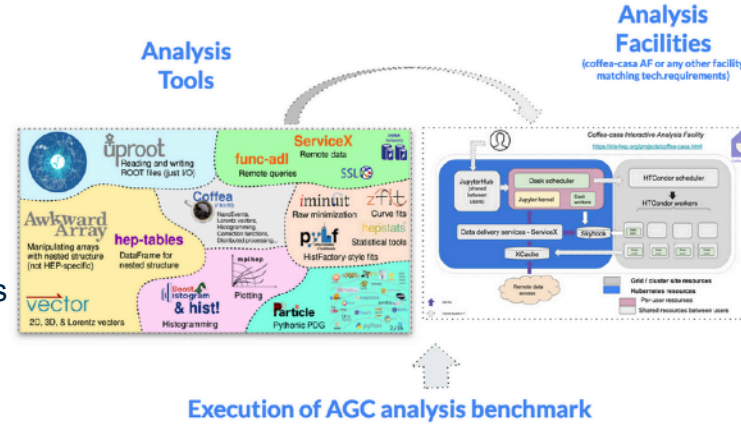 Analysis
Tools
Analysis
Facilities
(coffea-casa AF or any other facility
matching tech.requirements)
uproot
Reading and writing
ROOT files (just I/O)
ServiceX
Remote data
func-adl
Remote queries
SSL
Awkward
Array
Manipulating arrays
with nested structure
(not HEP-specific)
hep-tables
DataFrame for
nested structure
Coffea
NanoEvents,
Lorentz vectors,
Histogramming,
Correction functions,
Distributed processing...
iminuit
Raw minimization
zfit
Curve fits
hepstats
Statistical tools
pyhf
HistFactory-style fits
mplhep
Plotting
Boost
Histogram
& hist!
Histogramming
vector
2D, 3D, & Lorentz vectors
Particle
Pythonic PDG
s
Coffea-casa Interactive Analysis Facility
JupyterHub
(shared
between
users)
Dask scheduler
Jupyter kernel
Dask
workers
HTCondor scheduler
HTCondor workers
Data delivery services - ServiceX
Skyhook
XCache
Remote data
access
Grid / cluster site resources
Kubernetes resources
Per-user resources
Shared resources between users
Execution of AGC analysis benchmark